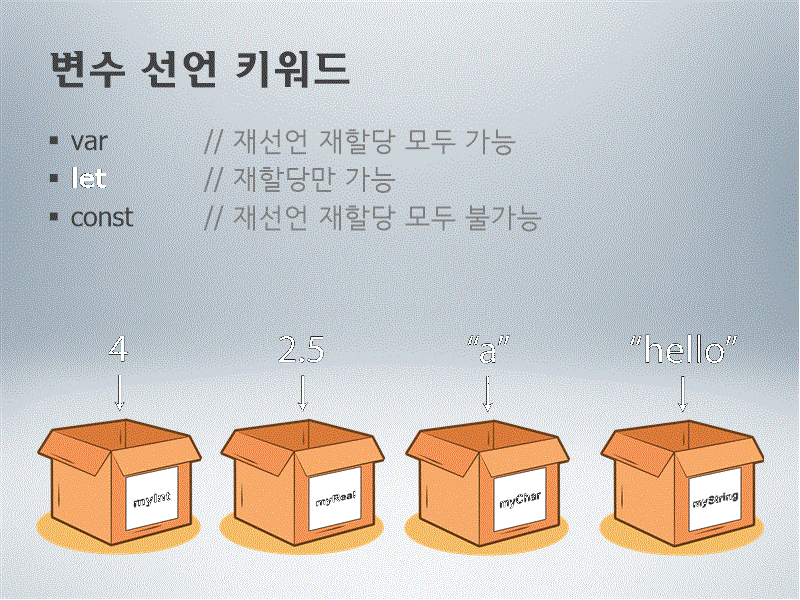 변수 선언 키워드
▪ var // 재선언 재할당 모두 가능
▪ let // 재할당만 가능
▪ const // 재선언 재할당 모두 불가능
4 2.5 “a” “hello”
myInt myReal myChar myString